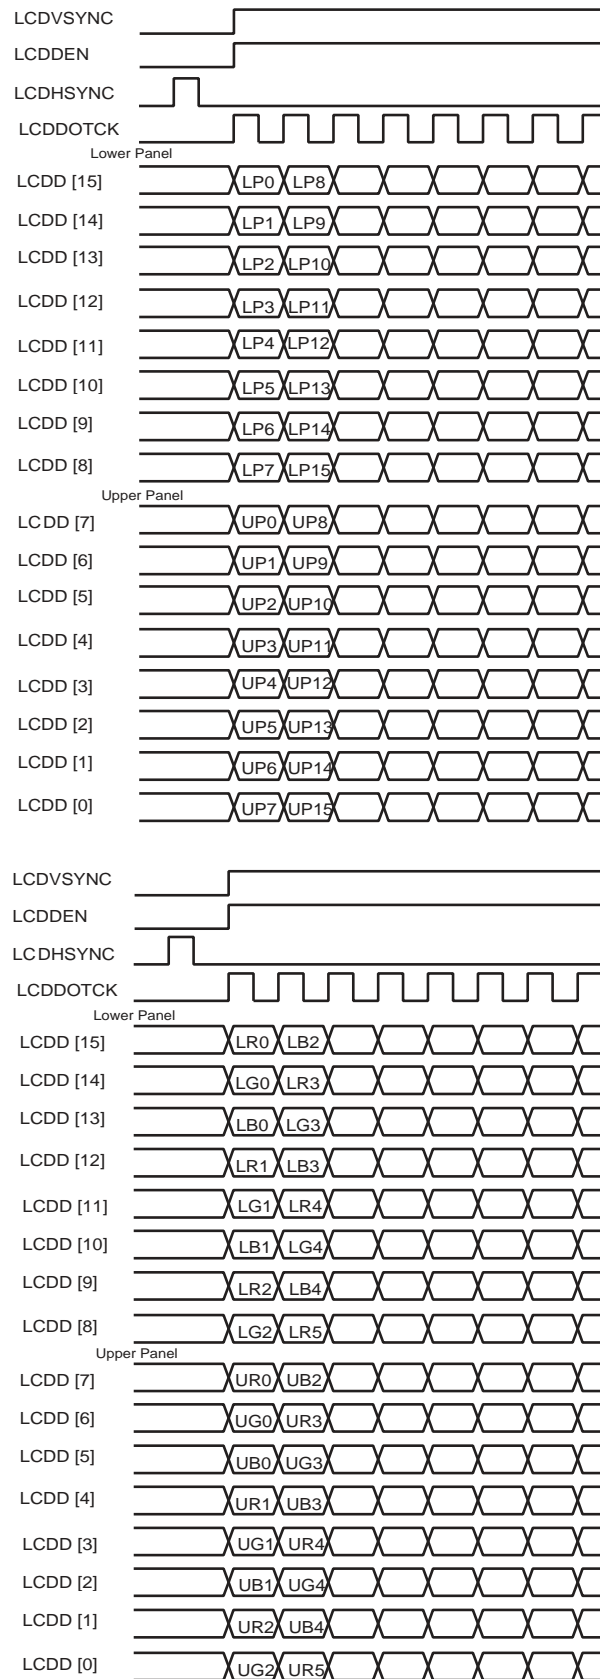 LCDVSYNC
LCDDEN
LCDHSYNC
LCDDOTCK
Lower Panel
LCDD [15] LP0 LP8
LCDD [14] LP1 LP9
LCDD [13] LP2 LP10
LCDD [12] LP3 LP11
LCDD [11] LP4 LP12
LCDD [10] LP5 LP13
LCDD [9] LP6 LP14
LCDD [8] LP7 LP15
Upper Panel
LCDD [7] UP0 UP8
LCDD [6] UP1 UP9
LCDD [5] UP2 UP10
LCDD [4] UP3 UP11
LCDD [3] UP4 UP12
LCDD [2] UP5 UP13
LCDD [1] UP6 UP14
LCDD [0] UP7 UP15
LCDVSYNC
LCDDEN
LCDHSYNC
LCDDOTCK
Lower Panel
LCDD [15] LR0 LB2
LCDD [14] LG0 LR3
LCDD [13] LB0 LG3
LCDD [12] LR1 LB3
LCDD [11] LG1 LR4
LCDD [10] LB1 LG4
LCDD [9] LR2 LB4
LCDD [8] LG2 LR5
Upper Panel
LCDD [7] UR0 UB2
LCDD [6] UG0 UR3
LCDD [5] UB0 UG3
LCDD [4] UR1 UB3
LCDD [3] UG1 UR4
LCDD [2] UB1 UG4
LCDD [1] UR2 UB4
LCDD [0] UG2 UR5